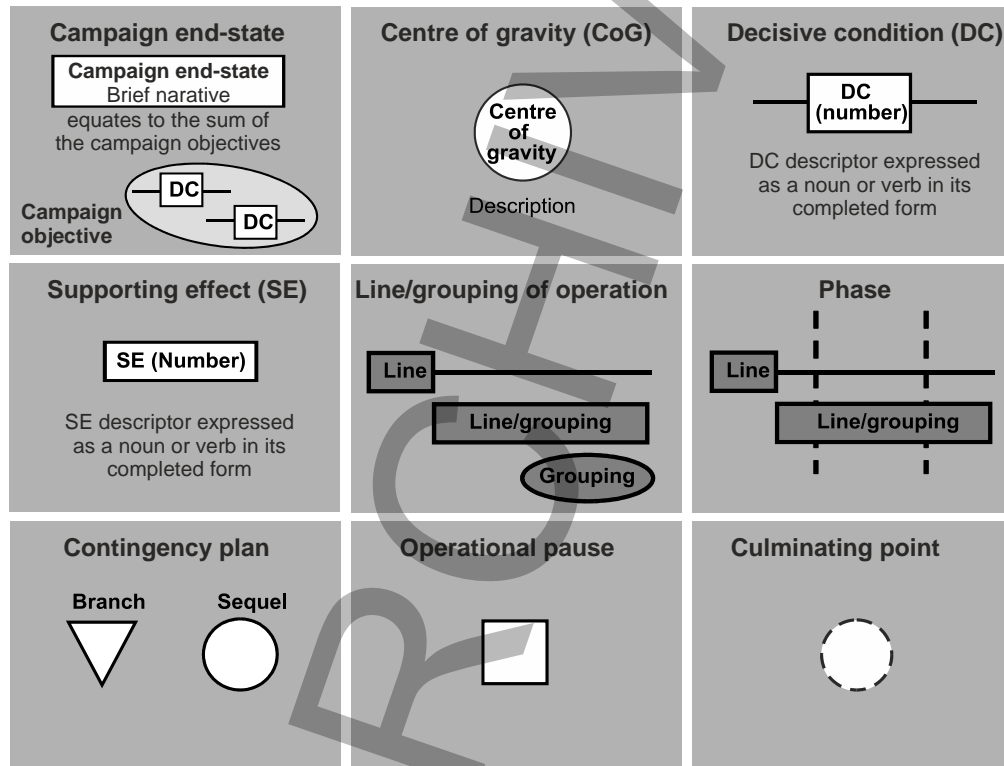 Campaign end-state
Campaign end-state
Brief narative
equates to the sum of
the campaign objectives
DC
DC
Campaign
objective
Centre of gravity (CoG)
Centre
of
gravity
Description
Decisive condition (DC)
DC
(number)
DC descriptor expressed
as a noun or verb in its
completed form
Supporting effect (SE)
SE (Number)
SE descriptor expressed
as a noun or verb in its
completed form
Line/grouping of operation
Line
Line/grouping
Grouping
Phase
Line
Line/grouping
Contingency plan
Branch
Sequel
Operational pause
Culminating point